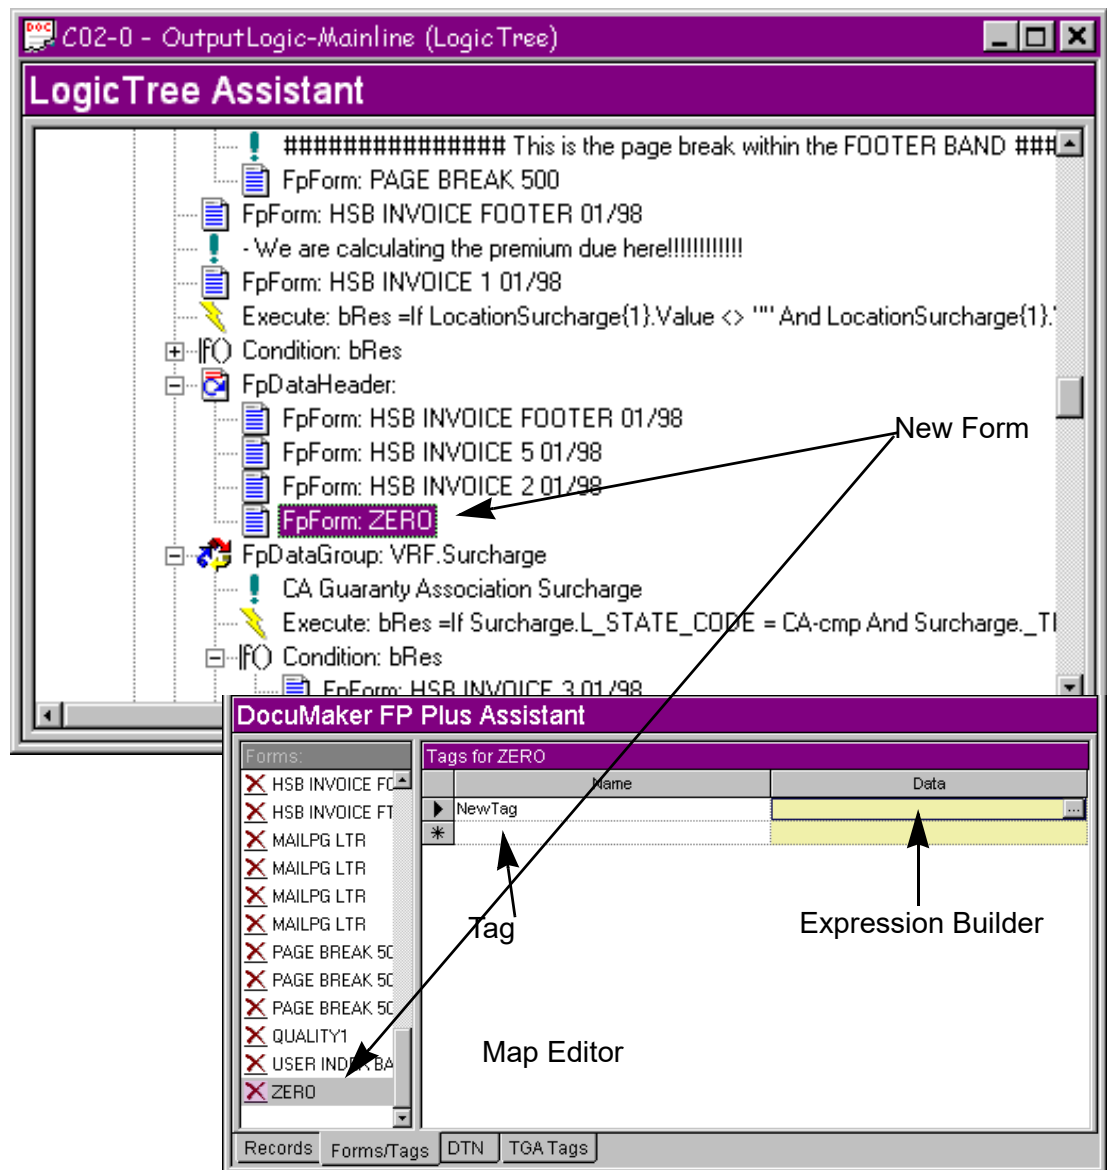 C02-0 - OutputLogic-Mainline (LogicTree)
LogicTree Assistant
############### This is the page break within the FOOTER BAND ###
FpForm: PAGE BREAK 500
FpForm: HSB INVOICE FOOTER 01/98
- We are calculating the premium due here!!!!!!!!!!!!
FpForm: HSB INVOICE 1 01/98
Execute: bRes =If LocationSurcharge{1}.Value <> "" And LocationSurcharge{1}.
If() Condition: bRes
FpDataHeader:
FpForm: HSB INVOICE FOOTER 01/98
New Form
FpForm: HSB INVOICE 5 01/98
FpForm: HSB INVOICE 2 01/98
FpForm: ZERO
FpDataGroup: VRF.Surcharge
CA Guaranty Association Surcharge
Execute: bRes =If Surcharge.L_STATE_CODE = CA-cmp And Surcharge._TI
If() Condition: bRes
FpForm: HSB INVOICE 3 01/98
DocuMaker FP Plus Assistant
Forms: Tags for ZERO
Name Data
HSB INVOICE FO
NewTag ...
HSB INVOICE FT
MAILPG LTR
MAILPG LTR
MAILPG LTR
MAILPG LTR
Tag Expression Builder
PAGE BREAK 50
PAGE BREAK 50
PAGE BREAK 50
QUALITY1
Map Editor
USER INDEX BA
ZERO
Records Forms/Tags DTN TGA Tags